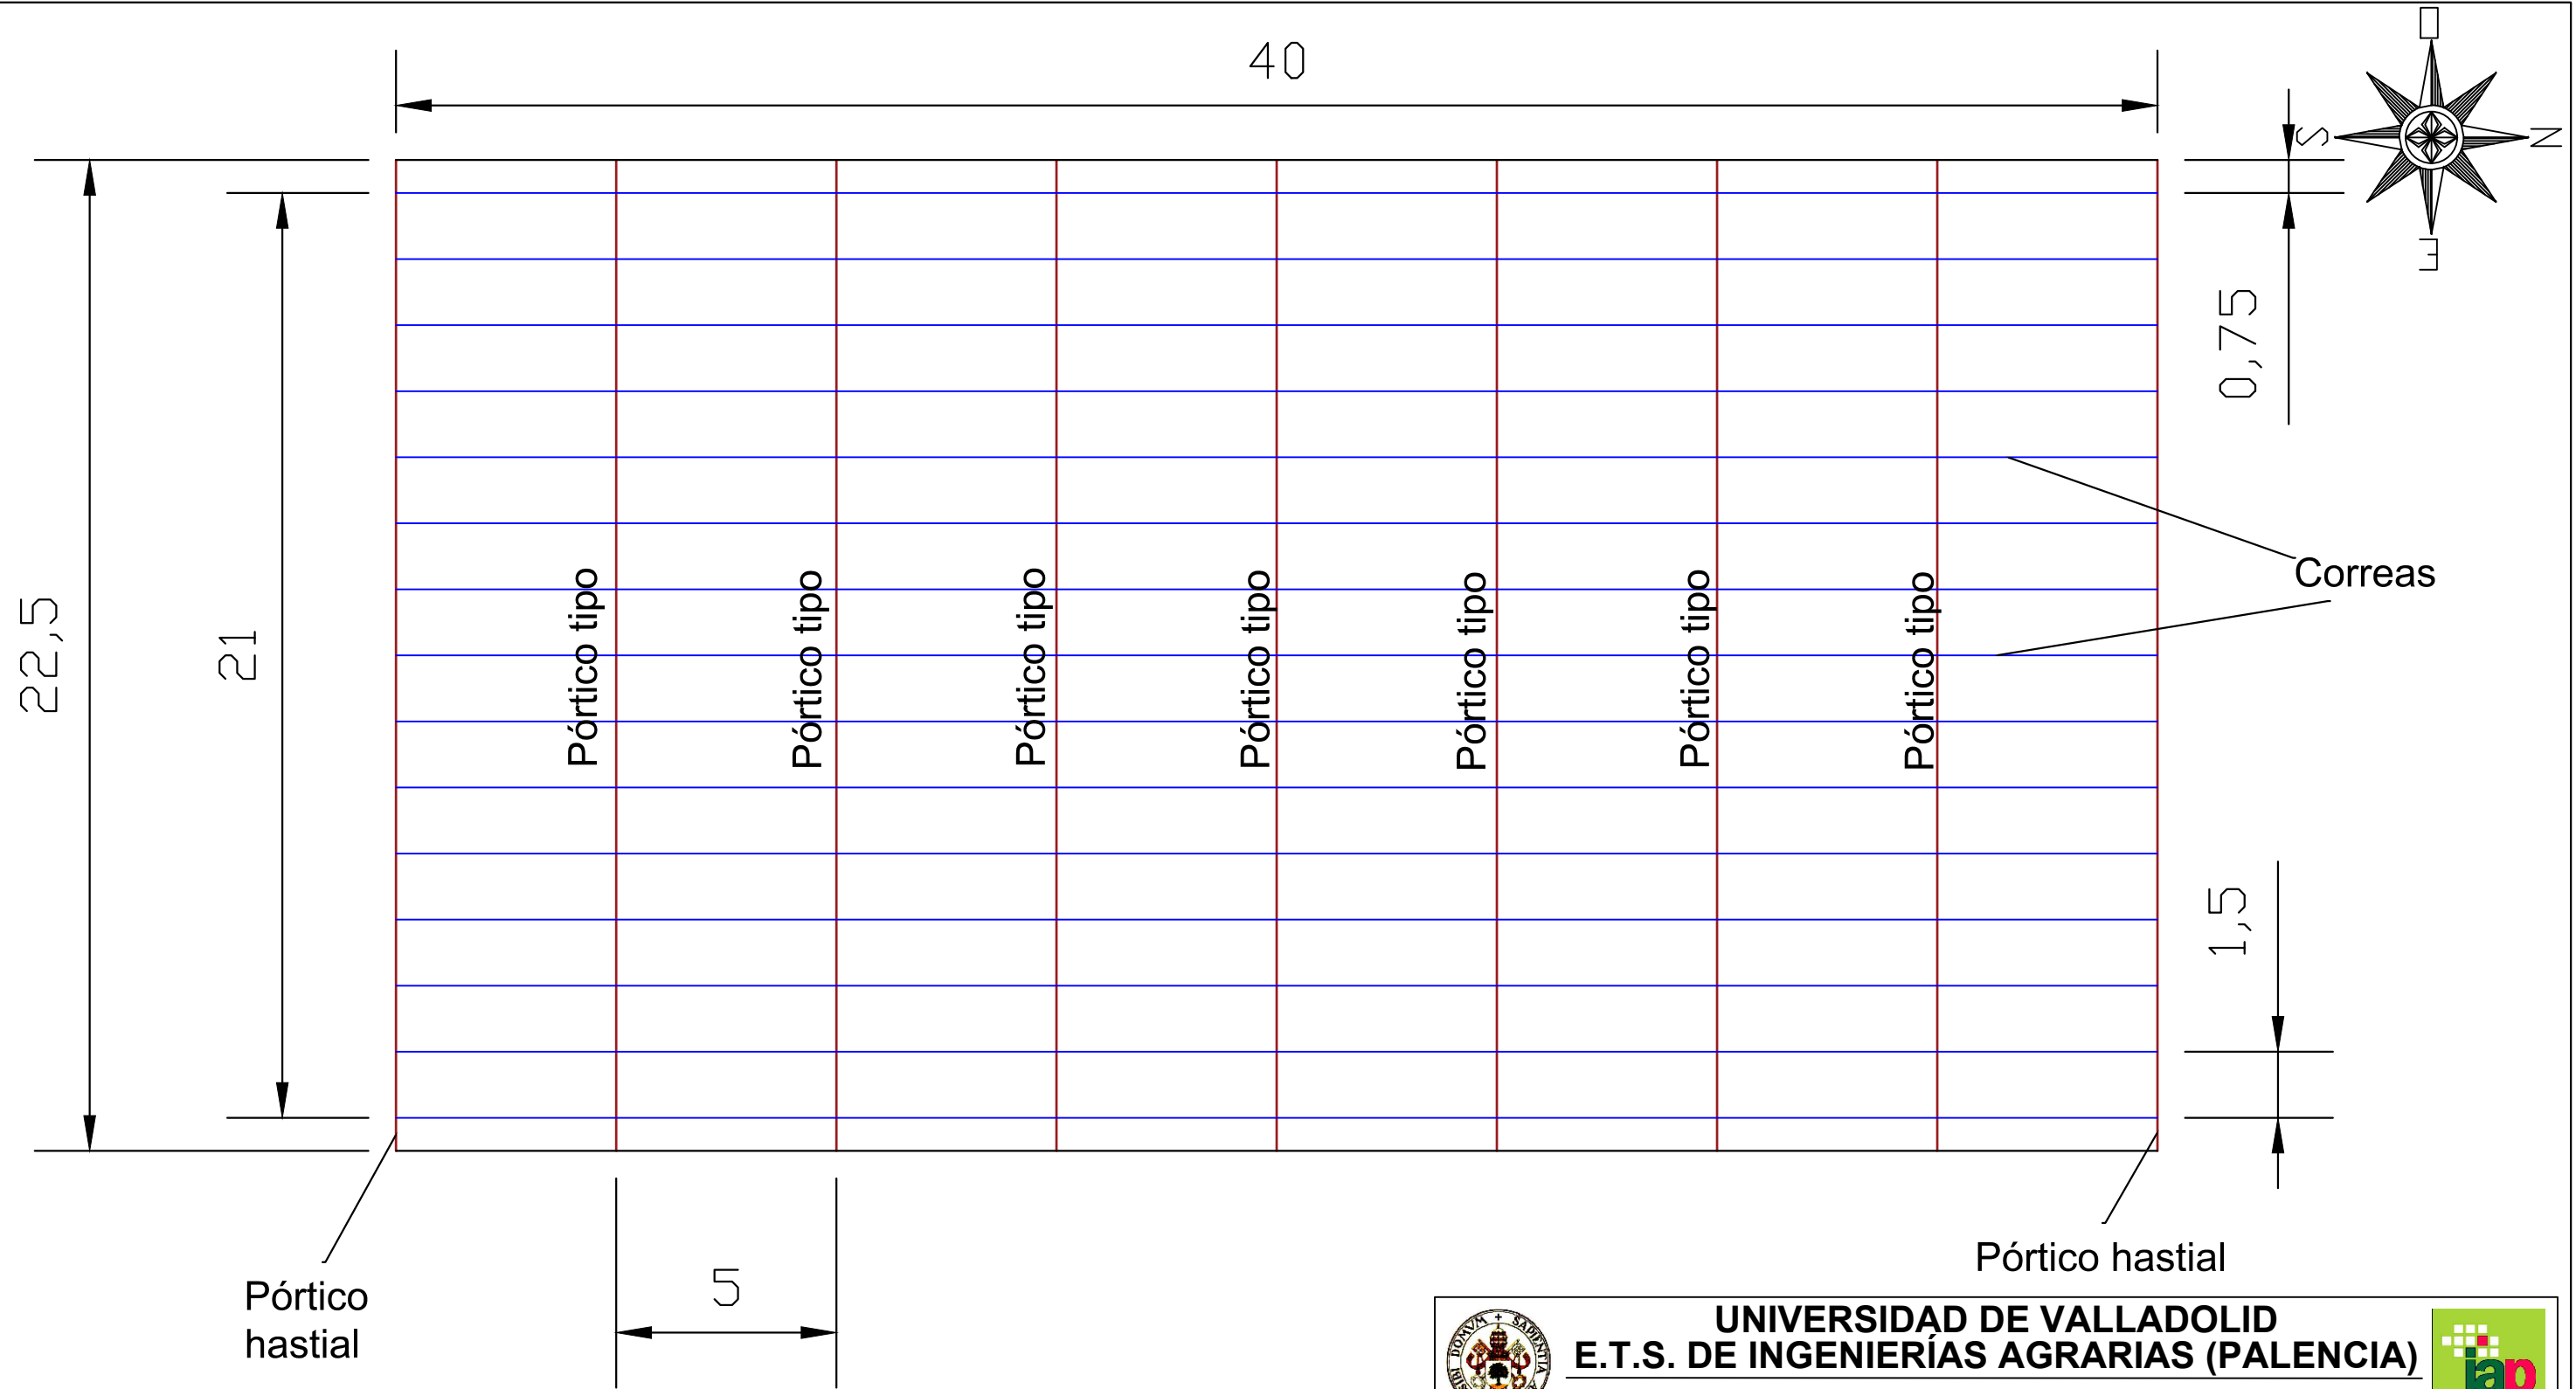 40
O
S
N
E
0,75
22,5
21
Pórtico tipo
Pórtico tipo
Pórtico tipo
Pórtico tipo
Pórtico tipo
Pórtico tipo
Pórtico tipo
Correas
1,5
Pórtico
hastial
5
Pórtico hastial
UNIVERSIDAD DE VALLADOLID
E.T.S. DE INGENIERÍAS AGRARIAS (PALENCIA)
iap